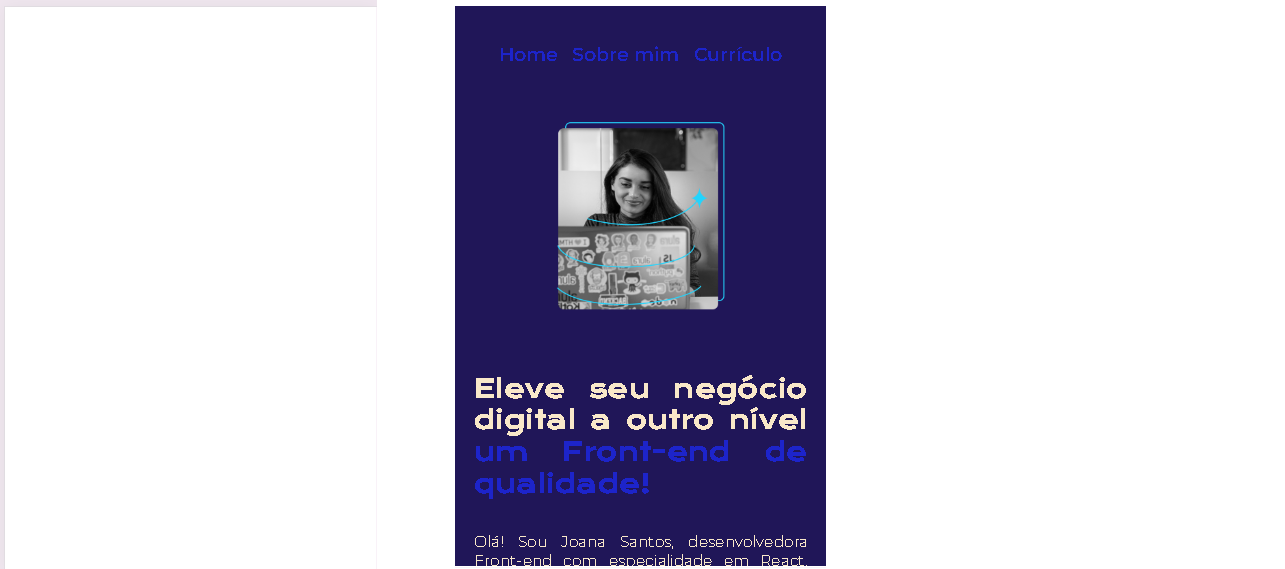 Home Sobre mim Currículo
Eleve seu negócio
digital a outro nível
um Front-end de
qualidade!
Olá! Sou Joana Santos, desenvolvedora
Front-end com especialidade em React,